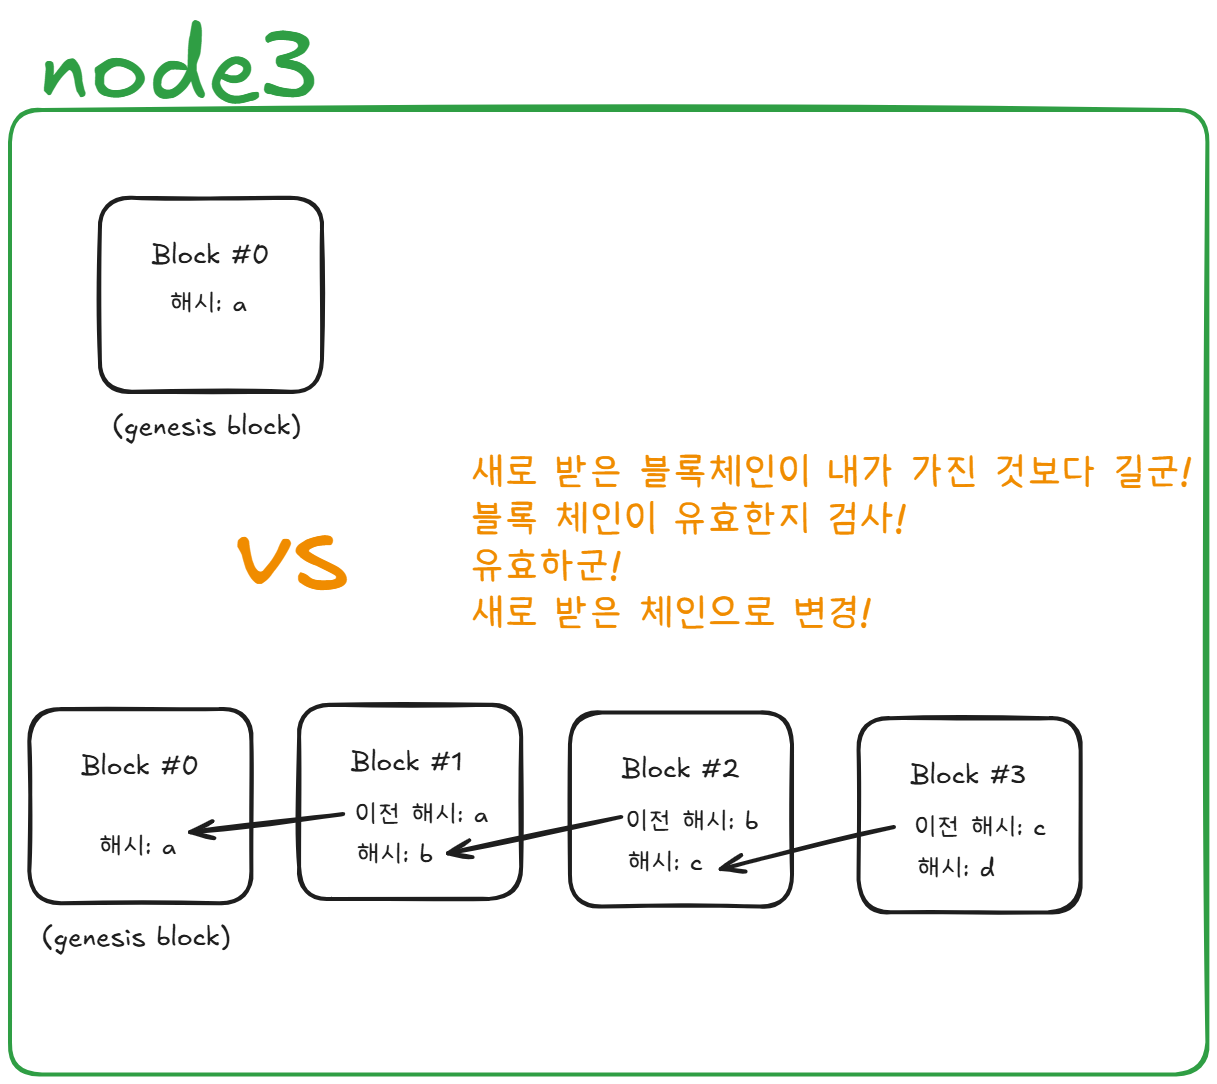 node3
Block #0
해시: a
(genesis block)
vs
새로 받은 블록체인이 내가 가진 것보다 길군!
블록 체인이 유효한지 검사!
유효하군!
새로 받은 체인으로 변경!
Block #0
해시: a
(genesis block)
Block #1
이전 해시: a
해시: b
Block #2
이전 해시: b
해시: c
Block #3
이전 해시: c
해시: d